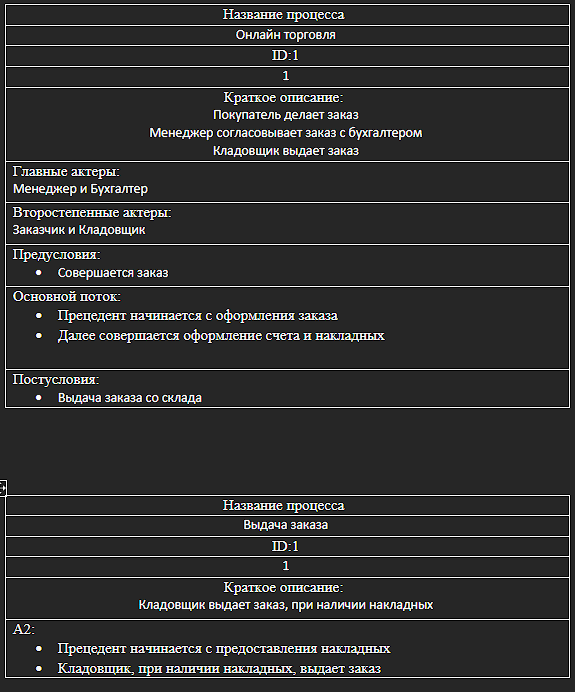 Название процесса
Онлайн торговля
ID:1
1
Краткое описание:
Покупатель делает заказ
Менеджер согласовывает заказ с бухгалтером
Кладовщик выдает заказ
Главные актеры:
Менеджер и Бухгалтер
Второстепенные актеры:
Заказчик и Кладовщик
Предусловия:
• Совершается заказ
Основной поток:
• Прецедент начинается с оформления заказа
• Далее совершается оформление счета и накладных
Постусловия:
• Выдача заказа со склада
Название процесса
Выдача заказа
ID:1
1
Краткое описание:
Кладовщик выдает заказ, при наличии накладных
А2:
• Прецедент начинается с предоставления накладных
• Кладовщик, при наличии накладных, выдает заказ